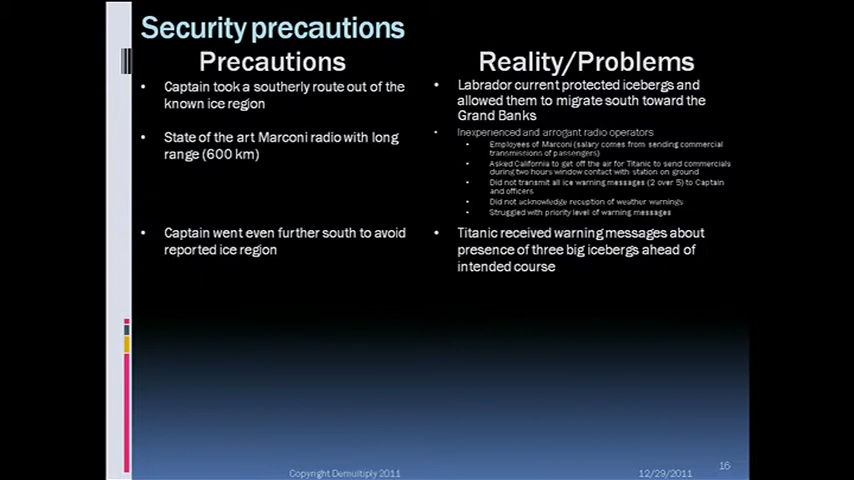 Security precautions
Precautions
Captain took a southerly route out of the
known ice region
State of the art Marconi radio with long
range (600 km)
Captain went even further south to avoid
reported ice region
Reality/Problems
Labrador current protected icebergs and
allowed them to migrate south toward the
Grand Banks
Inexperienced and arrogant radio operators
Employees of Marconi (salary comes from sending commercial
transmissions of passengers)
Asked California to get off the air for Titanic to send commercials
during two hours window contact with station on ground
Did not transmit all ice warning messages (2 over 5) to Captain
and officers
Did not acknowledge reception of weather warnings
Struggled with priority level of warning messages
Titanic received warning messages about
presence of three big icebergs ahead of
intended course
Copyright Demultiply 2011
12/29/2011
16